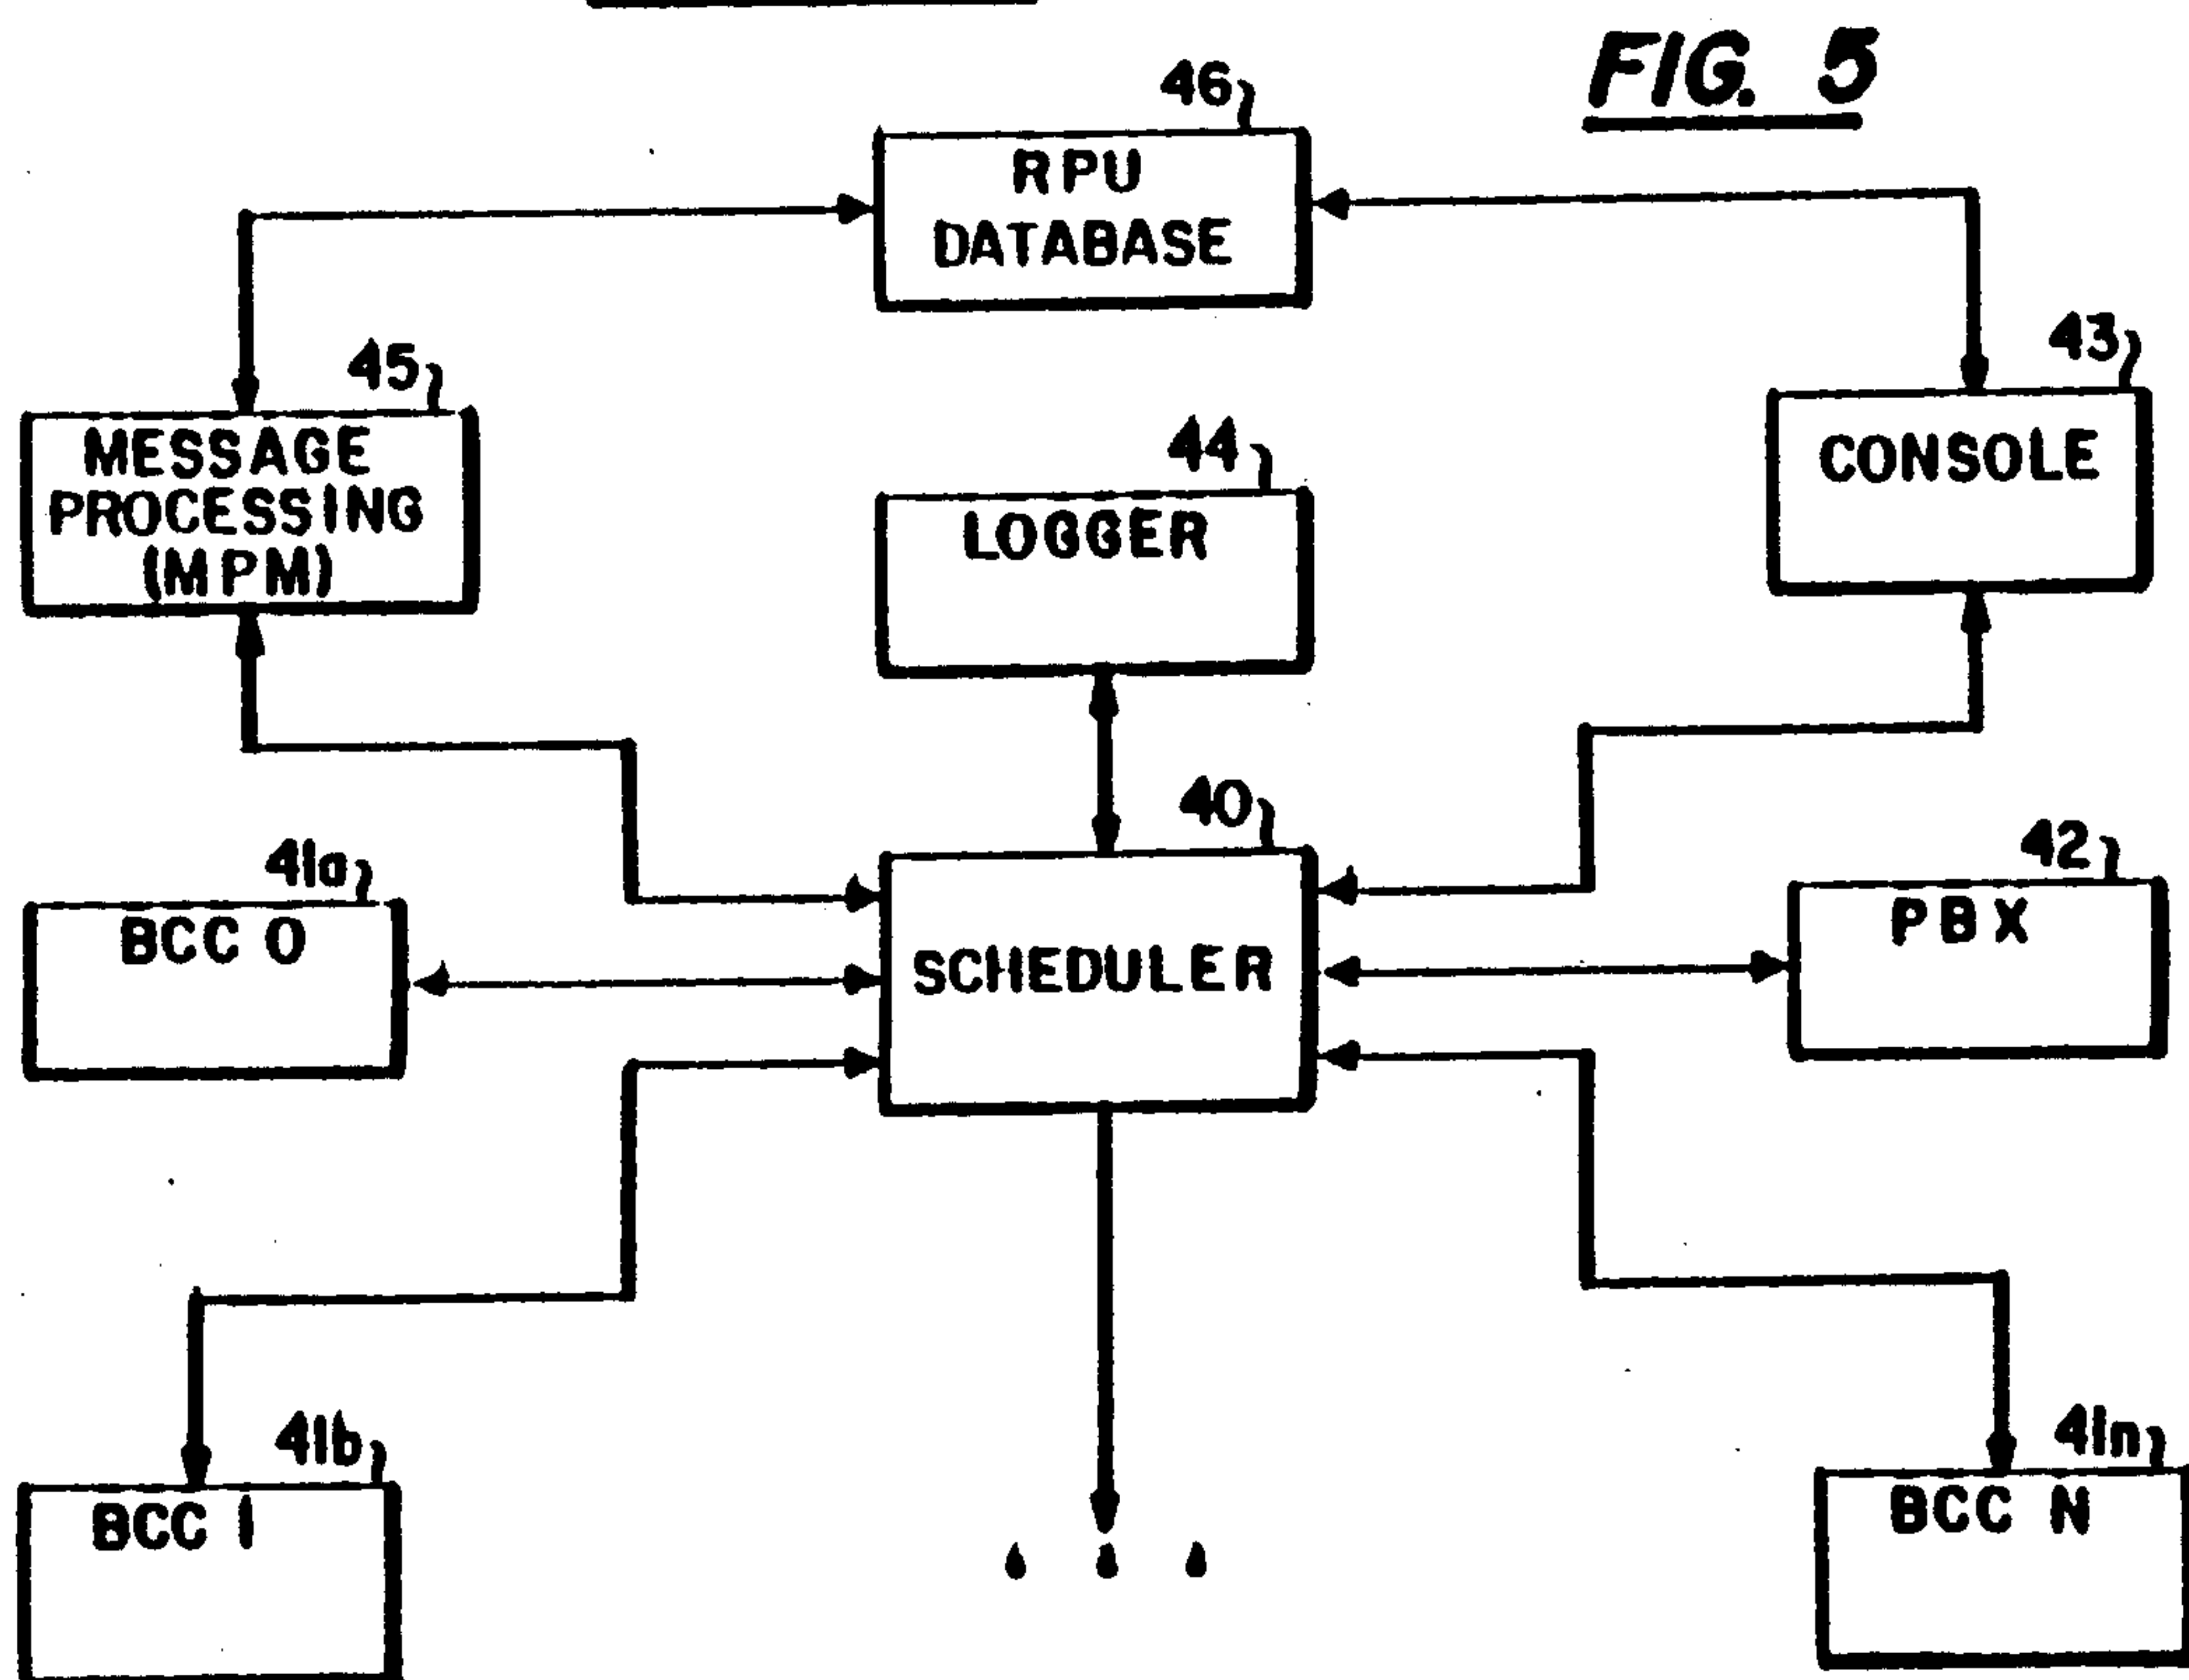 FIG. 5
46
RPU
DATABASE
45
MESSAGE
PROCESSING
(MPM)
44
LOGGER
43
CONSOLE
41a
BCC 0
40
SCHEDULER
42
PBX
41b
BCC 1
41n
BCC N